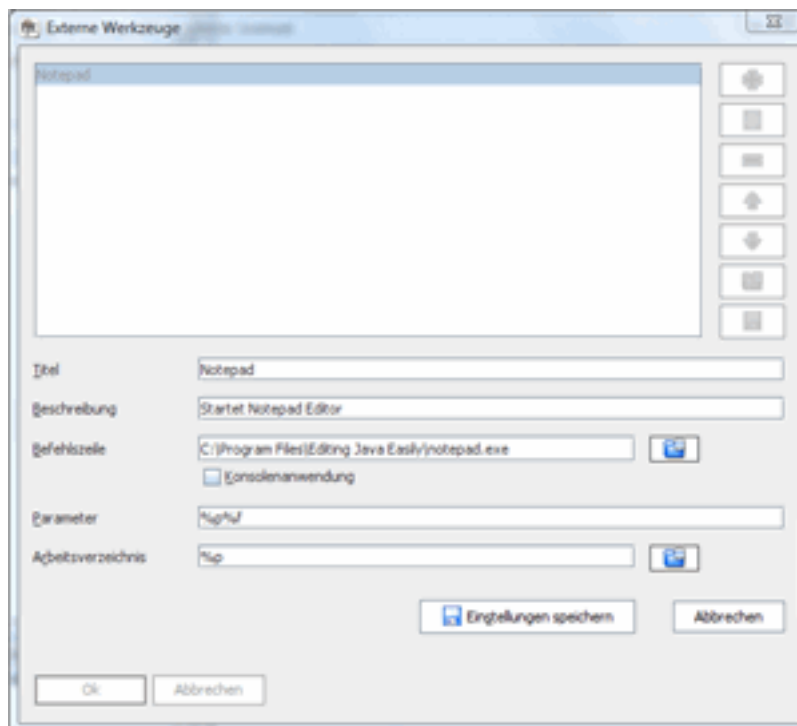 Externe Werkzeuge
Notepad
Titel
Notepad
Beschreibung
Startet Notepad Editor
Befehlszeile
C:\Program Files\Editing Java Easily\notepad.exe
Konsolenanwendung
Parameter
%p%f
Arbeitsverzeichnis
%p
Eingtellungen speichern
Abbrechen
Ok
Abbrechen